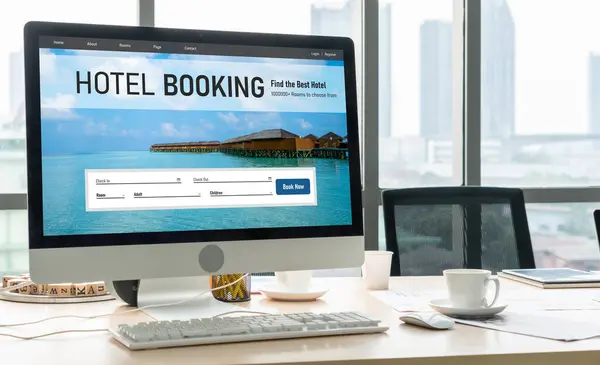 Home About Rooms Page Contact Login Register
HOTEL BOOKING
Find the Best Hotel
1000000+ Rooms to choose from
Check In Check Out
Room Adult Children
Book Now